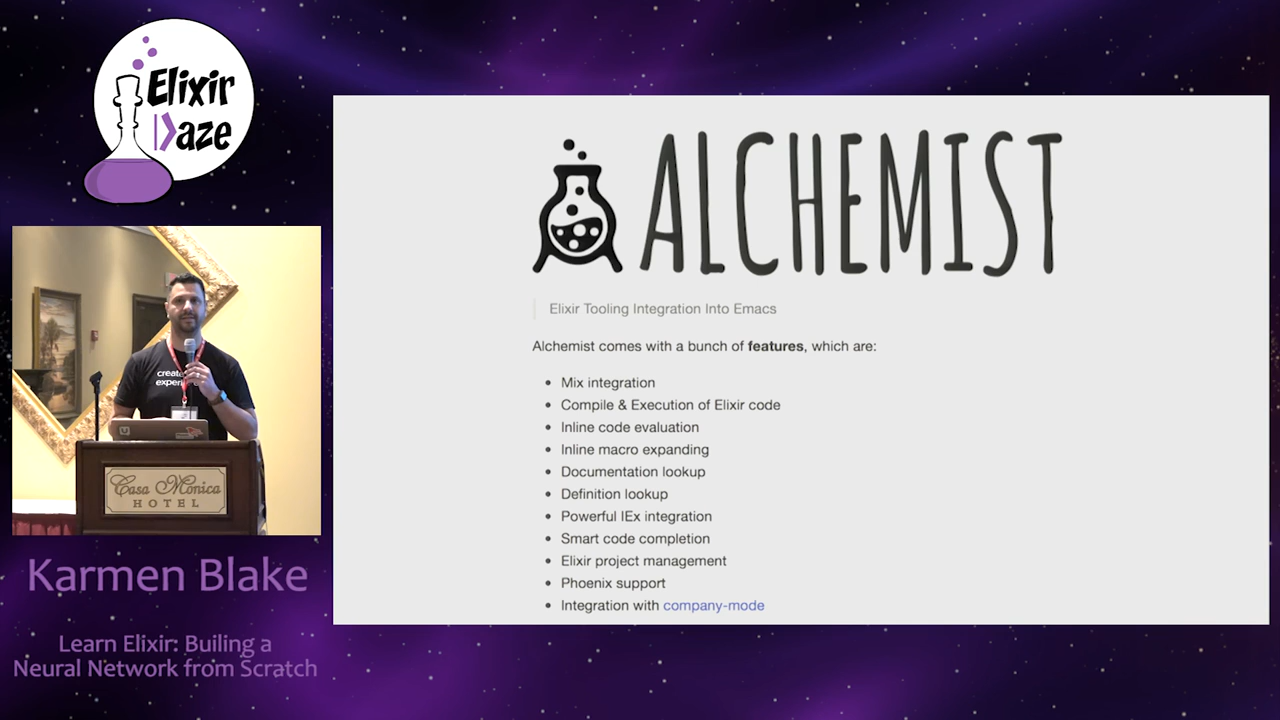 Elixir
Daze
ALCHEMIST
Elixir Tooling Integration Into Emacs
Alchemist comes with a bunch of features, which are:
Mix integration
Compile & Execution of Elixir code
Inline code evaluation
Inline macro expanding
Documentation lookup
Definition lookup
Powerful IEx integration
Smart code completion
Elixir project management
Phoenix support
Integration with company-mode
Casa Monica
HOTEL
Karmen Blake
Learn Elixir: Builing a
Neural Network from Scratch